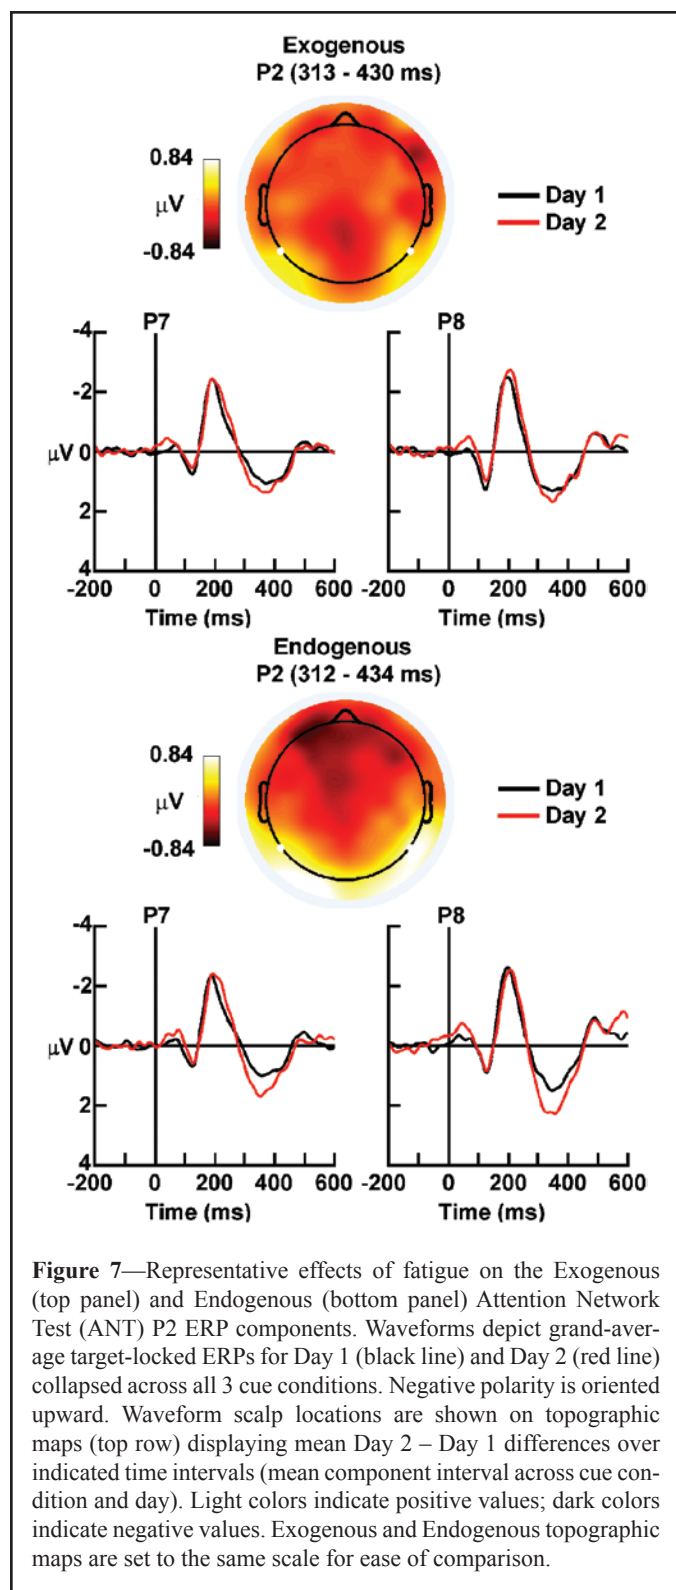 Exogenous
P2 (313 - 430 ms)
0.84
µV
-0.84
Day 1
Day 2
P7
P8
-4
-2
µV 0
2
4
-200 0 200 400 600
-200 0 200 400 600
Time (ms)
Time (ms)
Endogenous
P2 (312 - 434 ms)
0.84
µV
-0.84
Day 1
Day 2
P7
P8
-4
-2
µV 0
2
4
-200 0 200 400 600
-200 0 200 400 600
Time (ms)
Time (ms)
Figure 7—Representative effects of fatigue on the Exogenous
(top panel) and Endogenous (bottom panel) Attention Network
Test (ANT) P2 ERP components. Waveforms depict grand-aver-
age target-locked ERPs for Day 1 (black line) and Day 2 (red line)
collapsed across all 3 cue conditions. Negative polarity is oriented
upward. Waveform scalp locations are shown on topographic
maps (top row) displaying mean Day 2 – Day 1 differences over
indicated time intervals (mean component interval across cue con-
dition and day). Light colors indicate positive values; dark colors
indicate negative values. Exogenous and Endogenous topographic
maps are set to the same scale for ease of comparison.